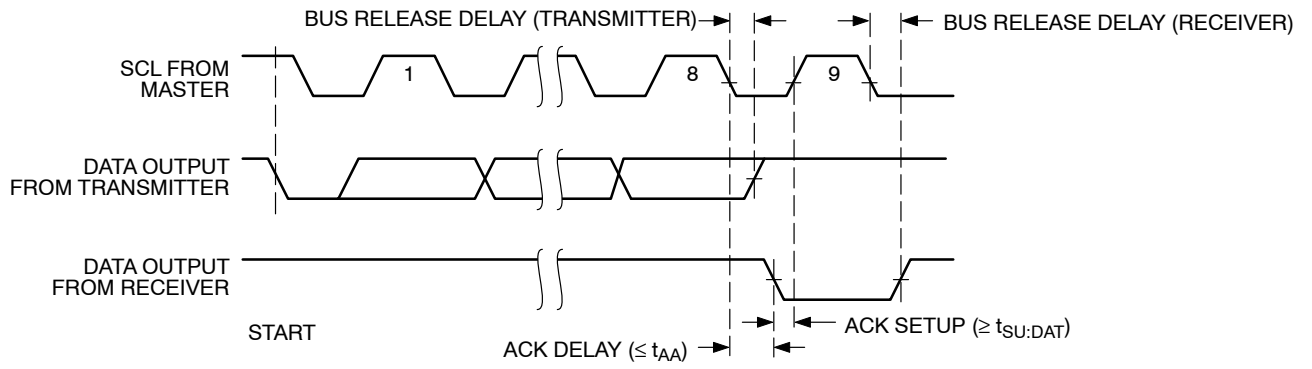 BUS RELEASE DELAY (TRANSMITTER)
BUS RELEASE DELAY (RECEIVER)
SCL FROM
MASTER
1
8
9
DATA OUTPUT
FROM TRANSMITTER
DATA OUTPUT
FROM RECEIVER
START
ACK SETUP (≥ tSU:DAT)
ACK DELAY (≤ tAA)